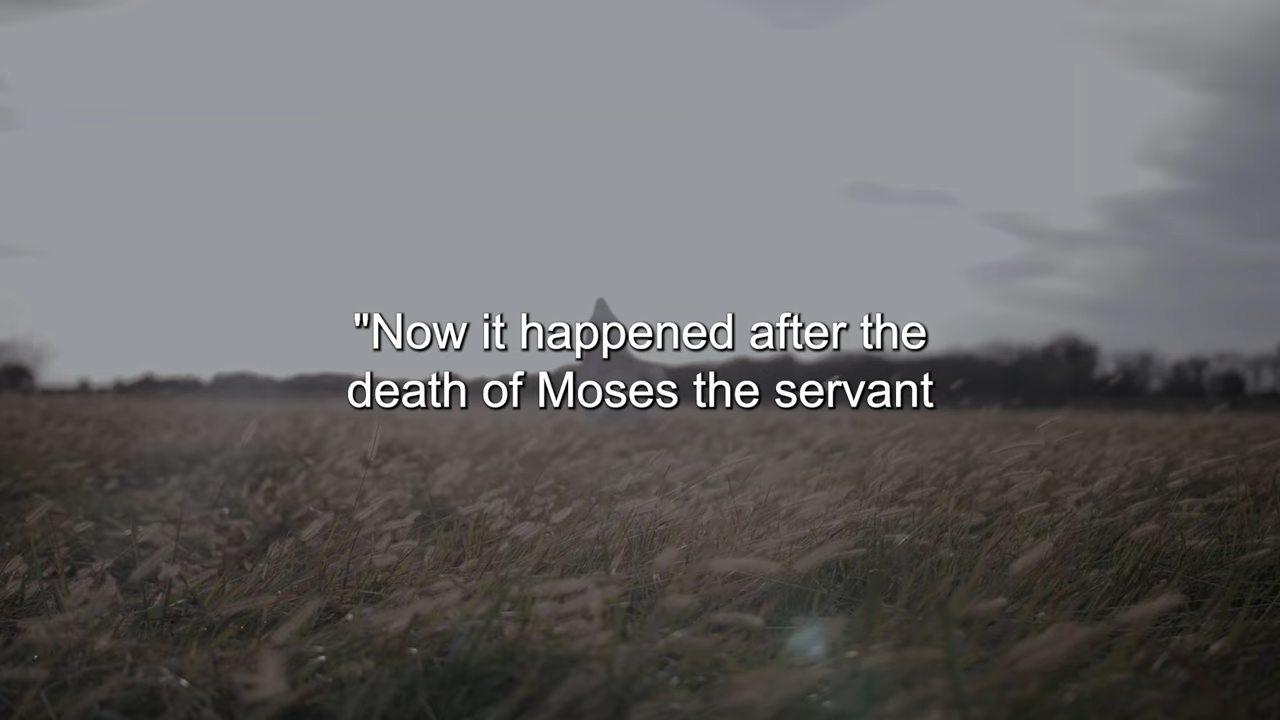 "Now it happened after the
death of Moses the servant